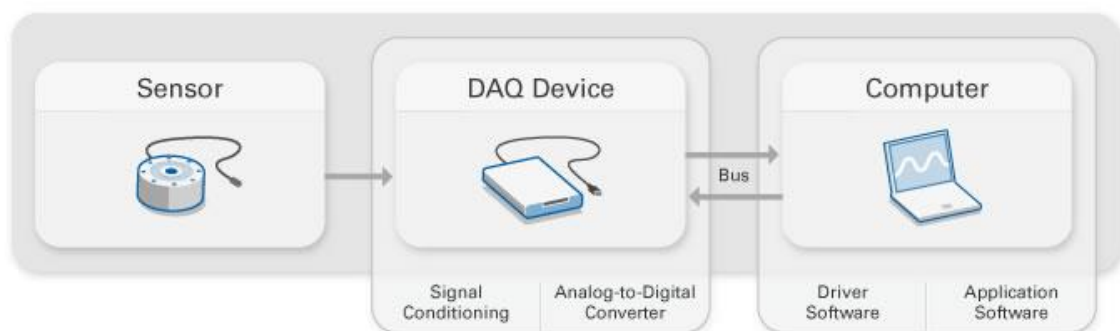 Sensor
DAQ Device
Computer
Bus
Signal
Conditioning
Analog-to-Digital
Converter
Driver
Software
Application
Software